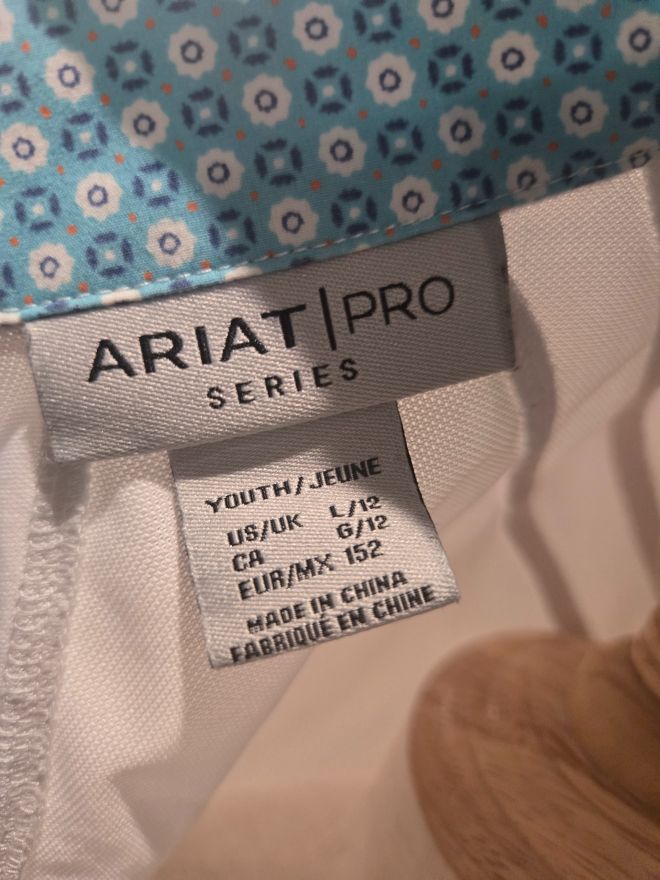 ARIAT|PRO
SERIES
YOUTH/JEUNE
US/UK L/12
CA G/12
EUR/MX 152
MADE IN CHINA
FABRIQUÉ EN CHINE